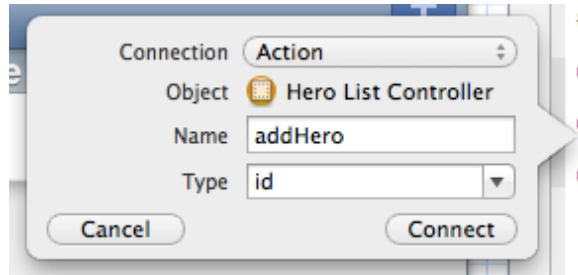 Connection Action
Object Hero List Controller
Name addHero
Type id
Cancel Connect